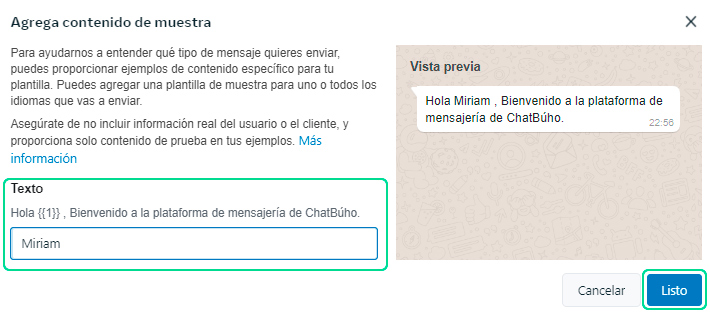 Agrega contenido de muestra
Para ayudarnos a entender qué tipo de mensaje quieres enviar,
puedes proporcionar ejemplos de contenido específico para tu
plantilla. Puedes agregar una plantilla de muestra para uno o todos los
idiomas que vas a enviar.
Asegúrate de no incluir información real del usuario o el cliente, y
proporciona solo contenido de prueba en tus ejemplos. Más
información
Texto
Hola {{1}} , Bienvenido a la plataforma de mensajería de ChatBúho.
Miriam
Vista previa
Hola Miriam , Bienvenido a la plataforma de
mensajería de ChatBúho.
22:56
Cancelar
Listo